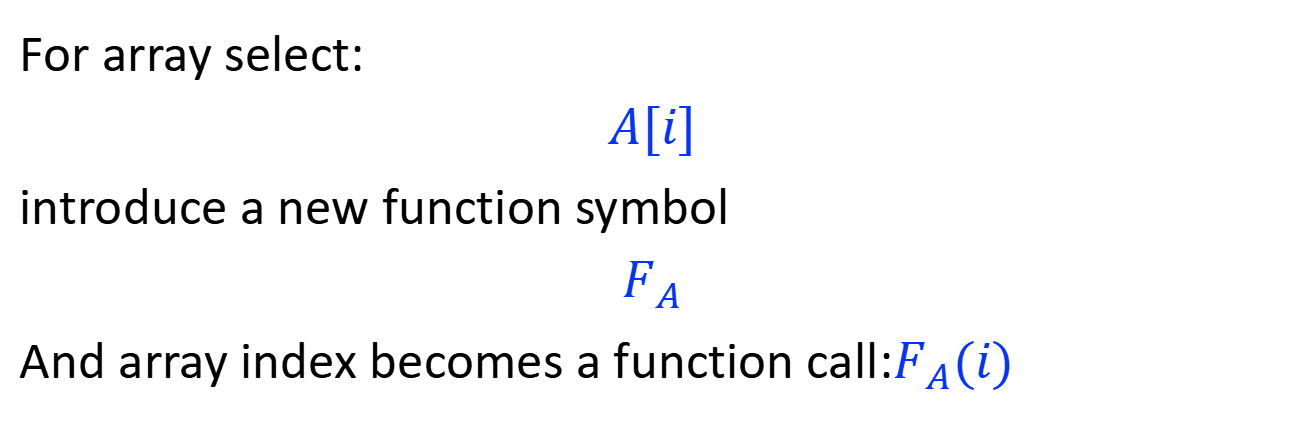 For array select:
A[i]
introduce a new function symbol
F_A
And array index becomes a function call:F_A(i)